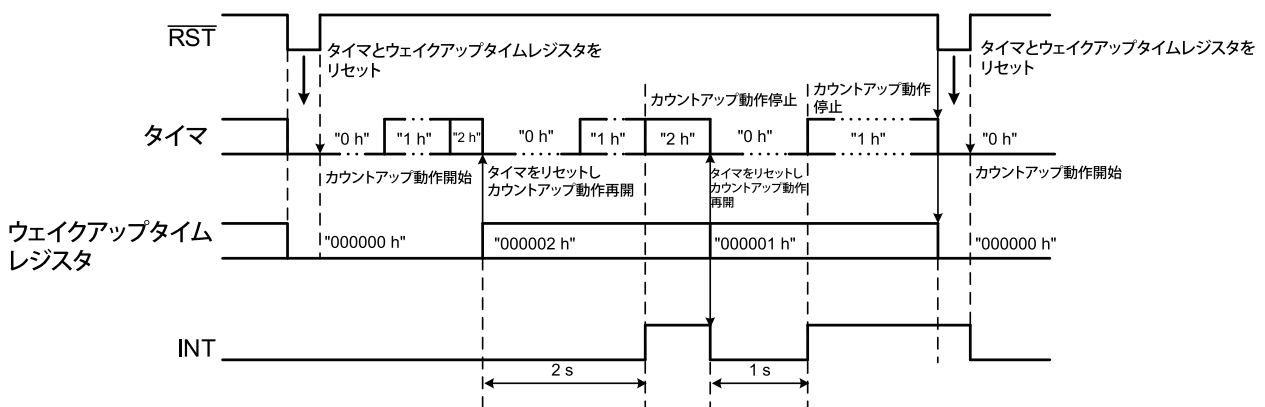 RST
タイマとウェイクアップタイムレジスタを
リセット
タイマとウェイクアップタイムレジスタを
リセット
カウントアップ動作停止
カウントアップ動作
停止
タイマ
"0 h"
"1 h"
"2 h"
"0 h"
"1 h"
"2 h"
"0 h"
"1 h"
"0 h"
カウントアップ動作開始
タイマをリセットし
カウントアップ動作再開
タイマをリセットし
カウントアップ動作
再開
カウントアップ動作開始
ウェイクアップタイム
レジスタ
"000000 h"
"000002 h"
"000001 h"
"000000 h"
INT
2 s
1 s